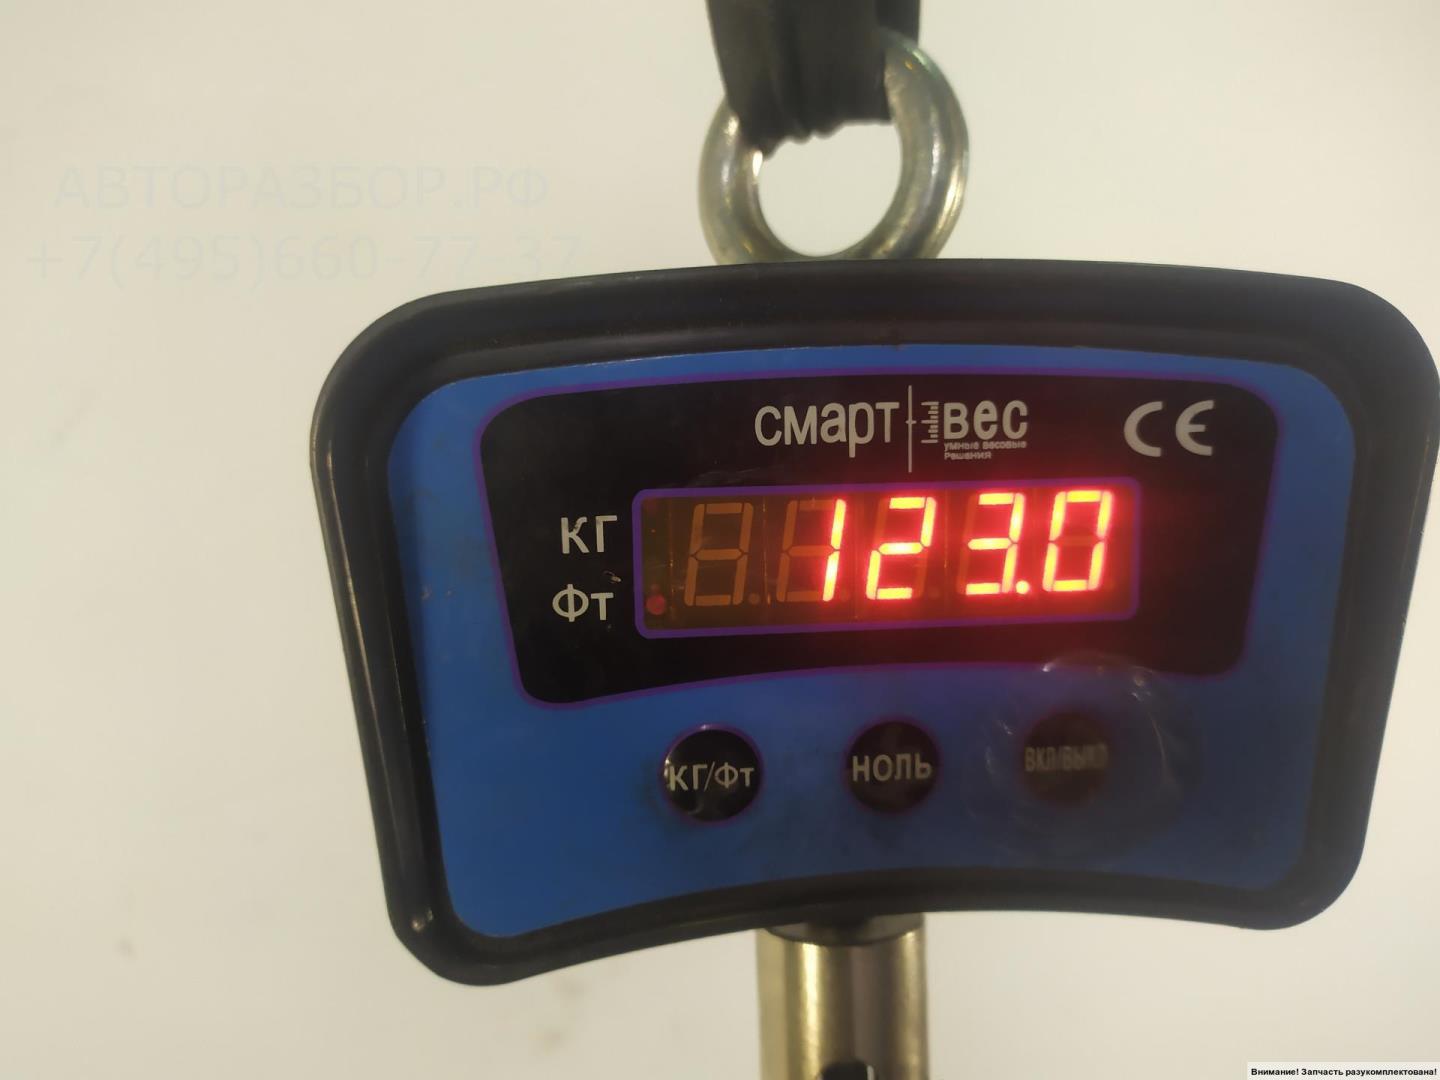 АВТОРАЗБОР.РФ
+7(495)660-77-37
смарт вес
умные весовые
решения
CE
КГ
Фт
123.0
КГ/Фт
НОЛЬ
ВКЛ/ВЫКЛ
Внимание! Запчасть разукомплектована!